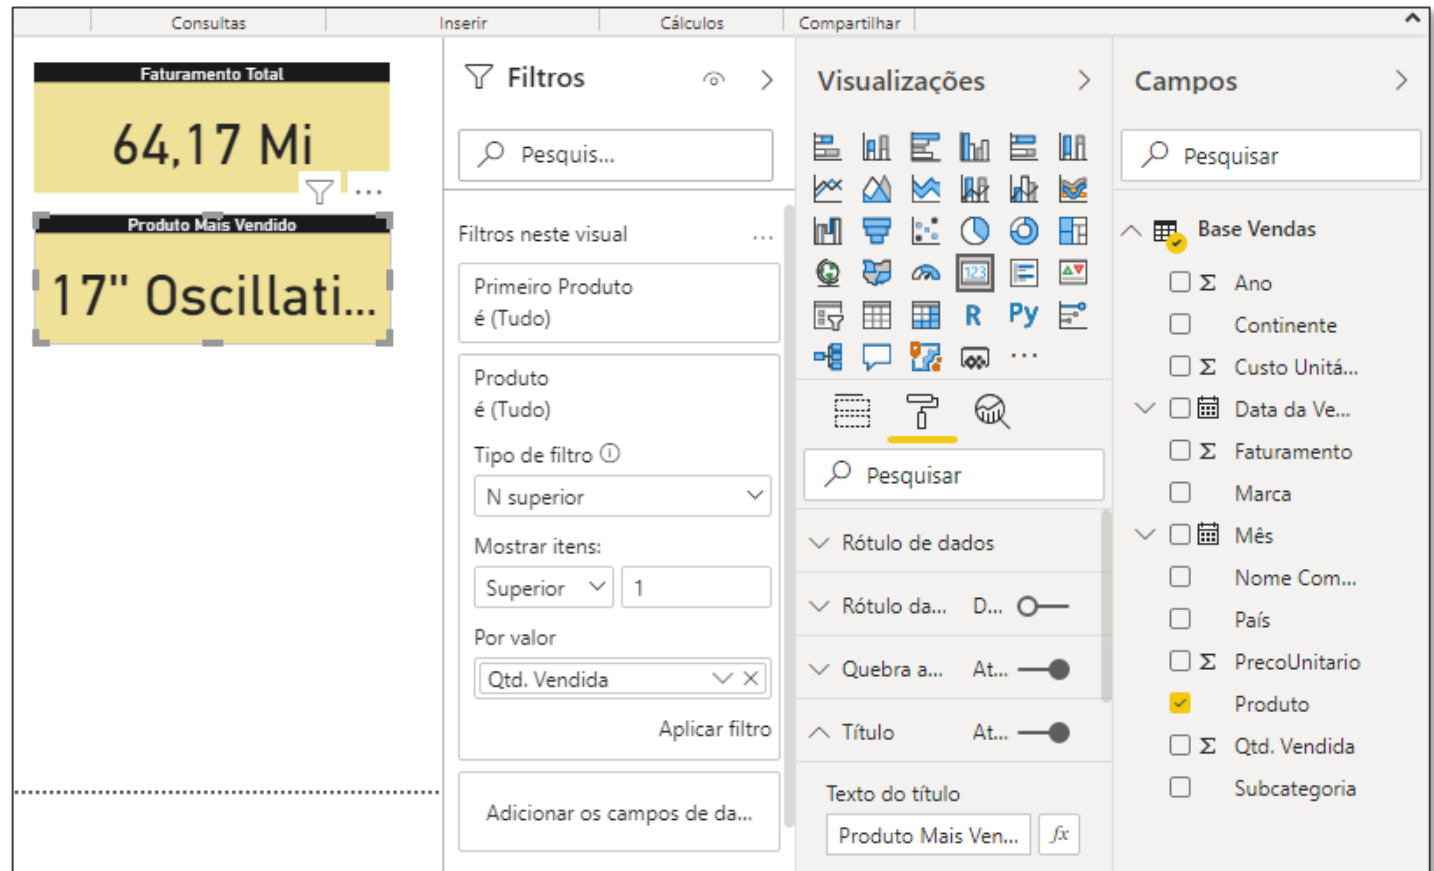 Consultas
Inserir
Cálculos
Compartilhar
Faturamento Total
64,17 Mi
Produto Mais Vendido
17" Oscillati...
Filtros
Pesquis...
Filtros neste visual
Primeiro Produto
é (Tudo)
Produto
é (Tudo)
Tipo de filtro
N superior
Mostrar itens:
Superior
1
Por valor
Qtd. Vendida
Aplicar filtro
Adicionar os campos de da...
Visualizações
123
R
Py
...
Pesquisar
Rótulo de dados
Rótulo da... D...
Quebra a... At...
Título At...
Texto do título
Produto Mais Ven...
fx
Campos
Pesquisar
Base Vendas
Σ Ano
Continente
Σ Custo Unitá...
Data da Ve...
Σ Faturamento
Marca
Mês
Nome Com...
País
Σ PrecoUnitario
Produto
Σ Qtd. Vendida
Subcategoria